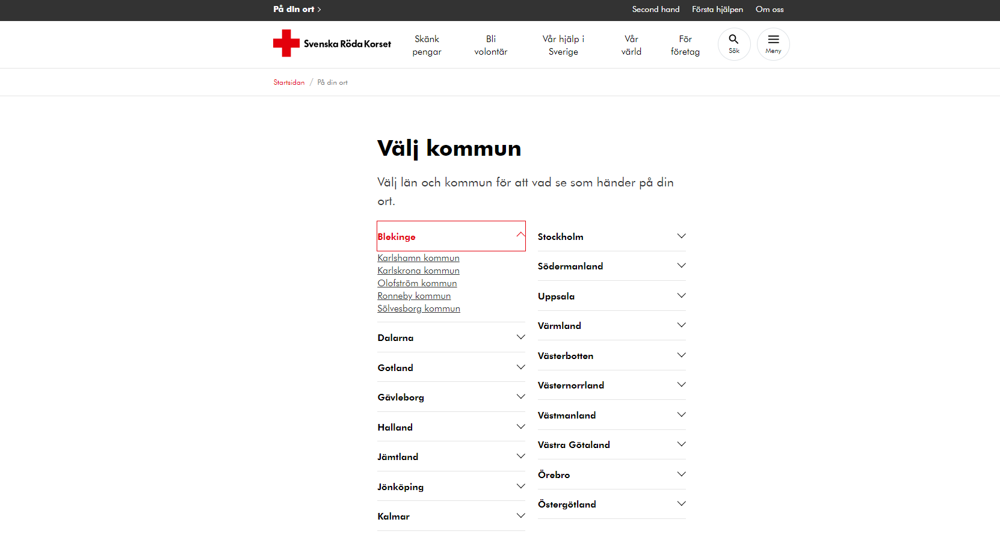 På din ort
Second hand
Första hjälpen
Om oss
Svenska Röda Korset
Skänk
pengar
Bli
volontär
Vår hjälp i
Sverige
Vår
värld
För
företag
Sök
Meny
Startsidan / På din ort
Välj kommun
Välj län och kommun för att vad se som händer på din
ort.
Blekinge
Karlshamn kommun
Karlskrona kommun
Olofström kommun
Ronneby kommun
Sölvesborg kommun
Dalarna
Gotland
Gävleborg
Halland
Jämtland
Jönköping
Kalmar
Stockholm
Södermanland
Uppsala
Värmland
Västerbotten
Västernorrland
Västmanland
Västra Götaland
Örebro
Östergötland